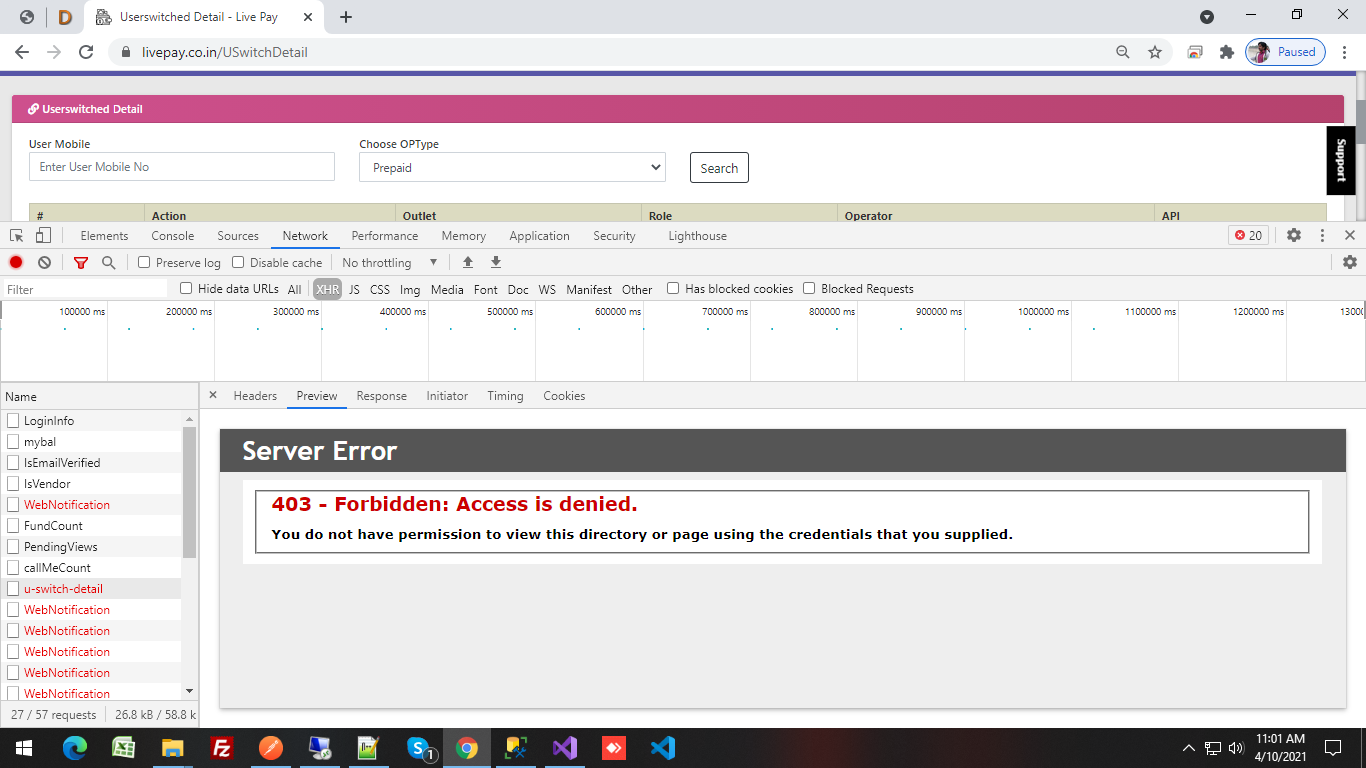 Userswitched Detail - Live Pay
livepay.co.in/USwitchDetail
Paused
Userswitched Detail
User Mobile
Choose OPType
Enter User Mobile No
Prepaid
Search
Support
# Action Outlet Role Operator API
Elements Console Sources Network Performance Memory Application Security Lighthouse 20
Preserve log Disable cache No throttling
Filter Hide data URLs All XHR JS CSS Img Media Font Doc WS Manifest Other Has blocked cookies Blocked Requests
100000 ms 200000 ms 300000 ms 400000 ms 500000 ms 600000 ms 700000 ms 800000 ms 900000 ms 1000000 ms 1100000 ms 1200000 ms 13000
Name
Headers Preview Response Initiator Timing Cookies
LoginInfo
mybal
IsEmailVerified
IsVendor
WebNotification
FundCount
PendingViews
callMeCount
u-switch-detail
WebNotification
WebNotification
WebNotification
WebNotification
WebNotification
27 / 57 requests 26.8 kB / 58.8 k
Server Error
403 - Forbidden: Access is denied.
You do not have permission to view this directory or page using the credentials that you supplied.
11:01 AM
4/10/2021